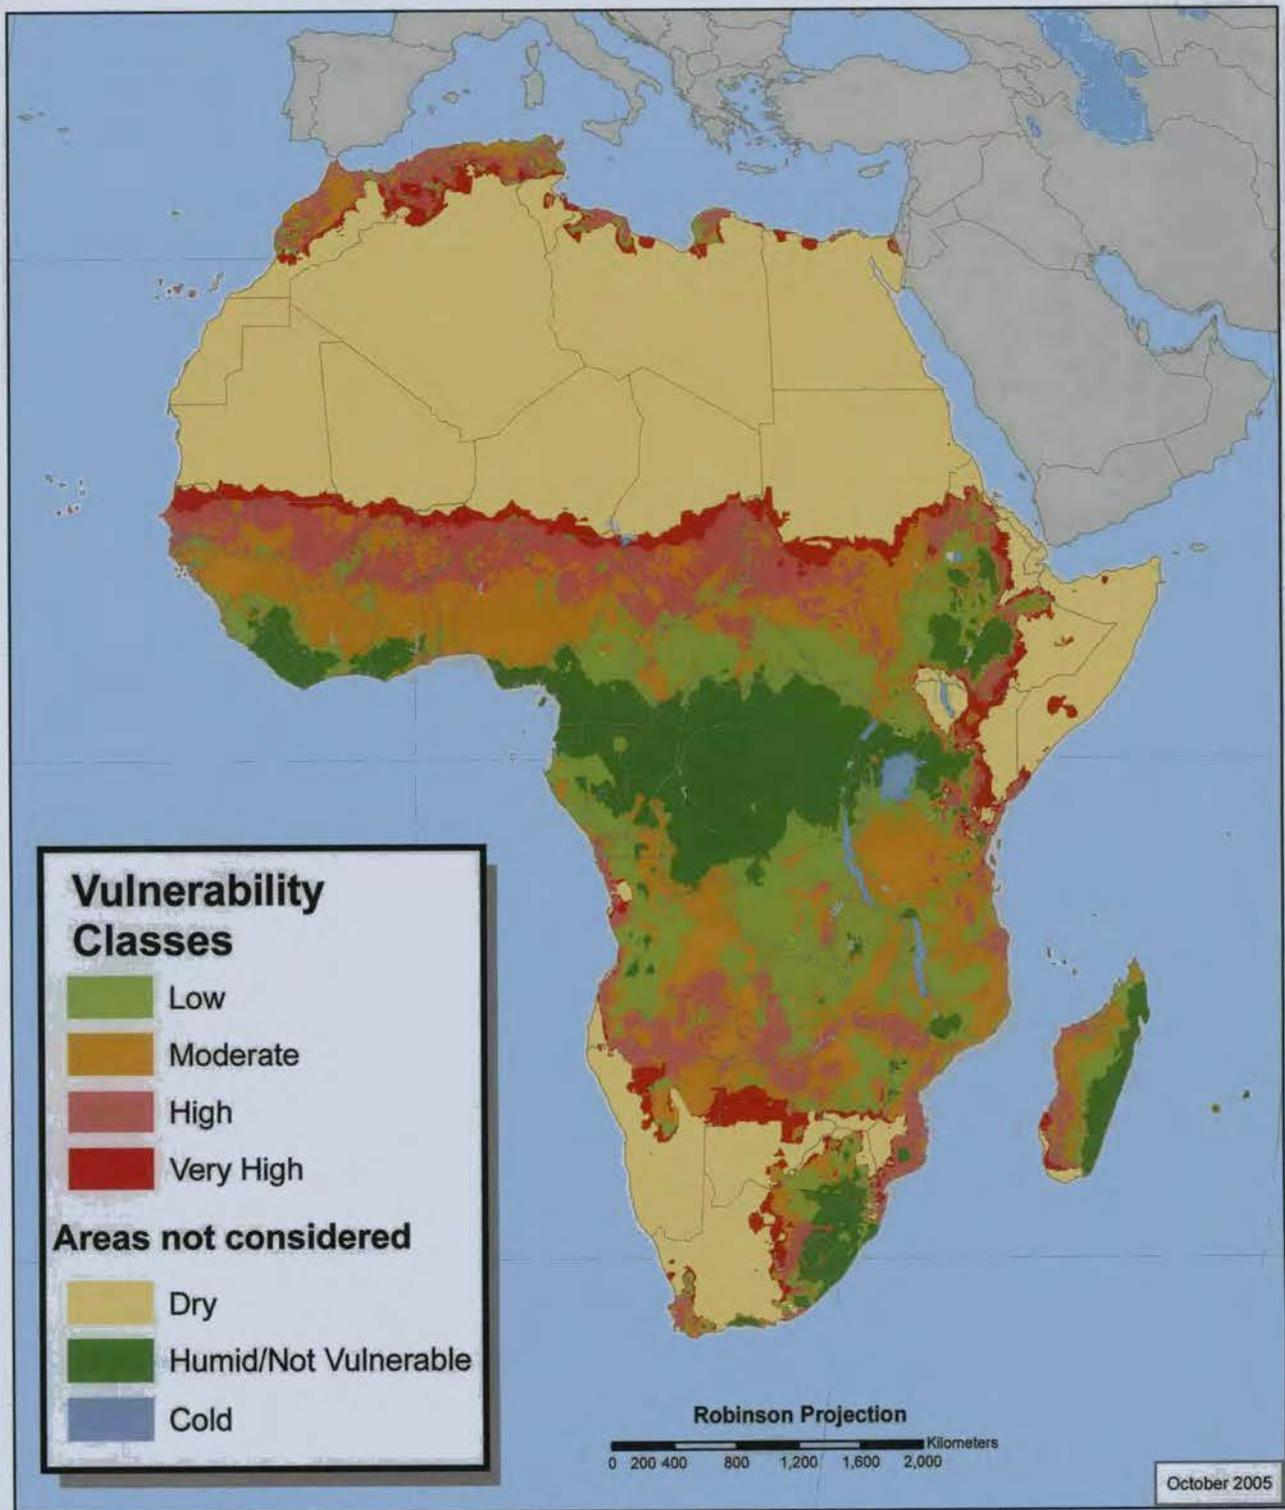 Vulnerability
Classes
Low
Moderate
High
Very High
Areas not considered
Dry
Humid/Not Vulnerable
Cold
Robinson Projection
Kilometers
0 200 400 800 1,200 1,600 2,000
October 2005